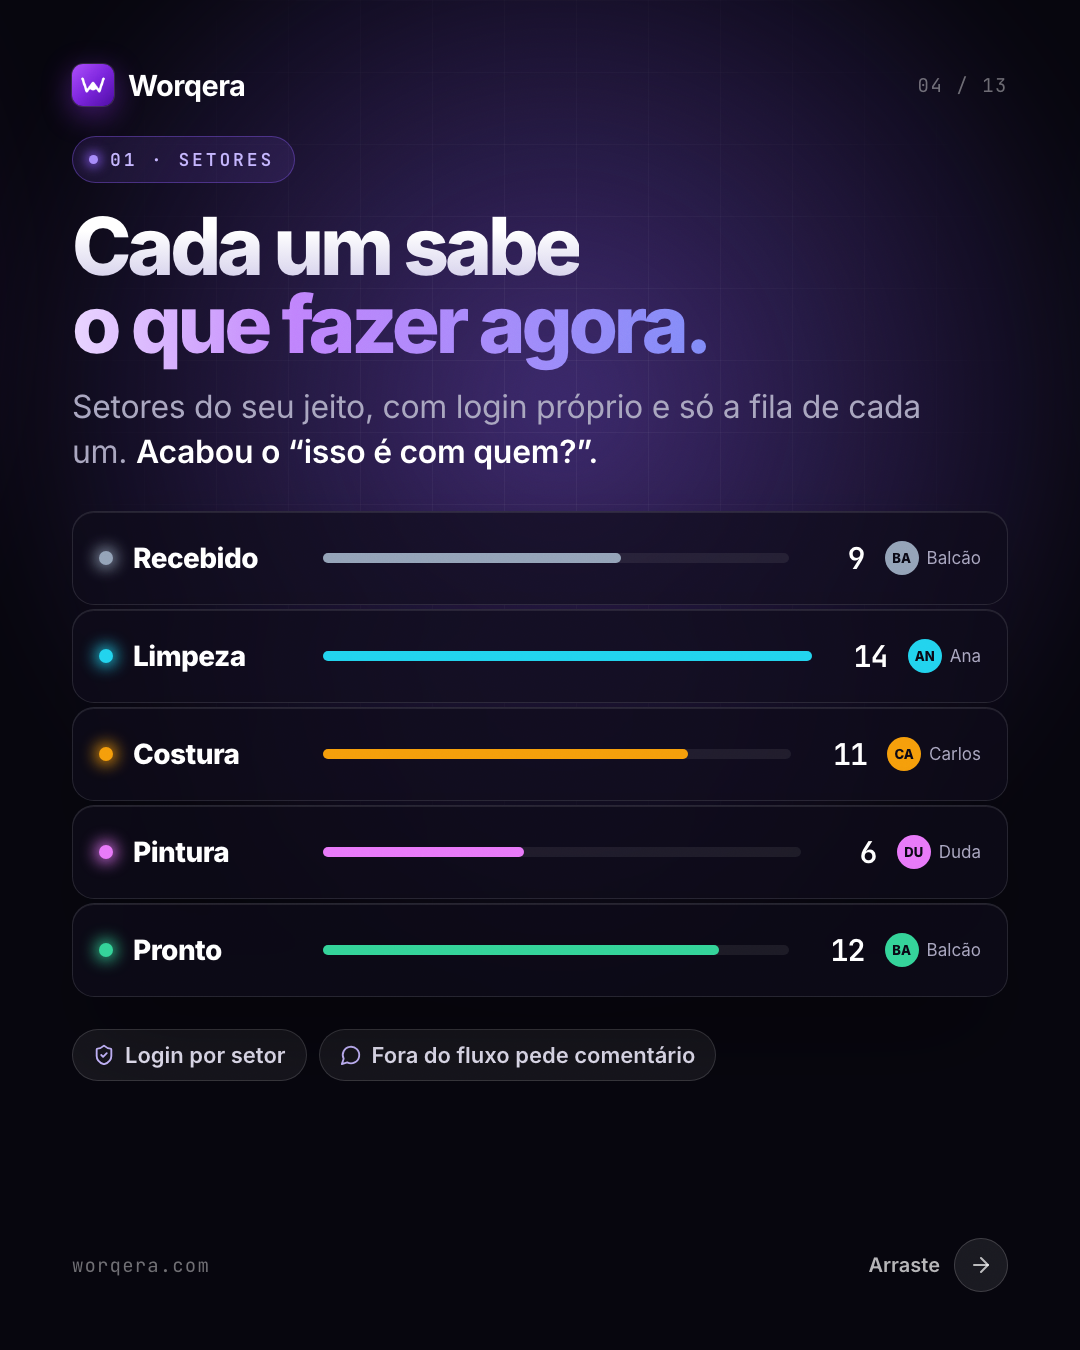 Worqera
04 / 13
01 · SETORES
Cada um sabe
o que fazer agora.
Setores do seu jeito, com login próprio e só a fila de cada
um. Acabou o “isso é com quem?”.
Recebido 9 BA Balcão
Limpeza 14 AN Ana
Costura 11 CA Carlos
Pintura 6 DU Duda
Pronto 12 BA Balcão
Login por setor
Fora do fluxo pede comentário
worqera.com
Arraste